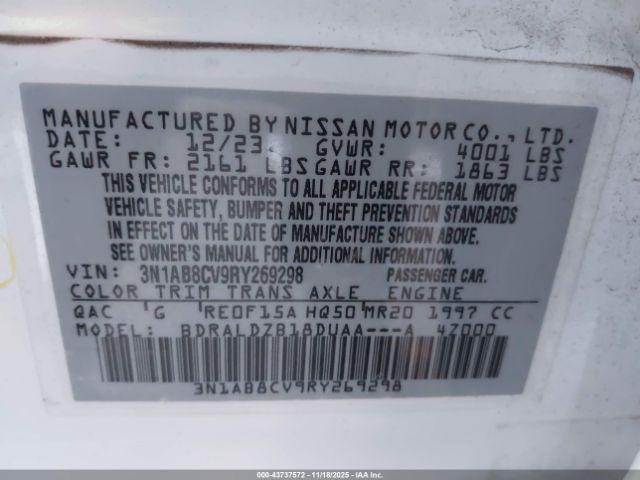 MANUFACTURED BY NISSAN MOTOR CO., LTD.
DATE: 12/23 GVWR: 4001 LBS
GAWR FR: 2161 LBS GAWR RR: 1863 LBS
THIS VEHICLE CONFORMS TO ALL APPLICABLE FEDERAL MOTOR
VEHICLE SAFETY, BUMPER AND THEFT PREVENTION STANDARDS
IN EFFECT ON THE DATE OF MANUFACTURE SHOWN ABOVE.
SEE OWNER'S MANUAL FOR ADDITIONAL INFORMATION.
VIN: 3N1AB8CV9RY269298 PASSENGER CAR.
COLOR TRIM TRANS AXLE ENGINE
QAC G RE0F15A HQ50 MR20 1997 CC
MODEL: BDRALDZB18DUAA---A 4Z000
3N1AB8CV9RY269298
000-43737572 11/18/2025 - IAA Inc.